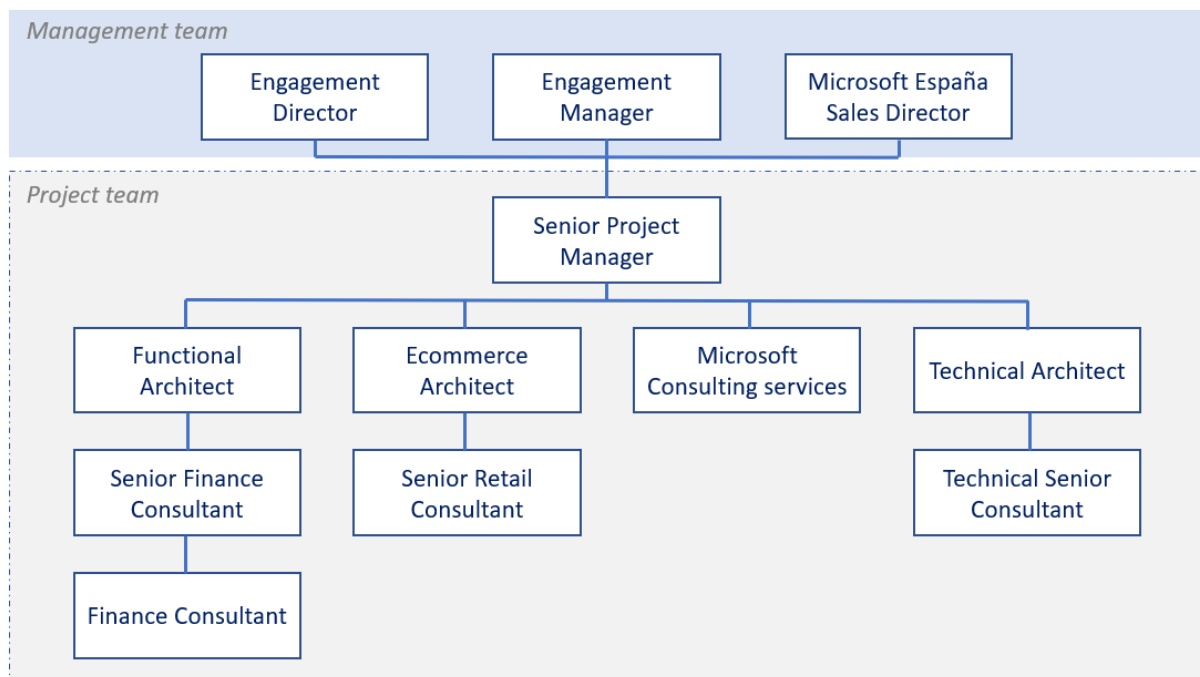 Management team
Engagement
Director
Engagement
Manager
Microsoft España
Sales Director
Project team
Senior Project
Manager
Functional
Architect
Ecommerce
Architect
Microsoft
Consulting services
Technical Architect
Senior Finance
Consultant
Senior Retail
Consultant
Technical Senior
Consultant
Finance Consultant